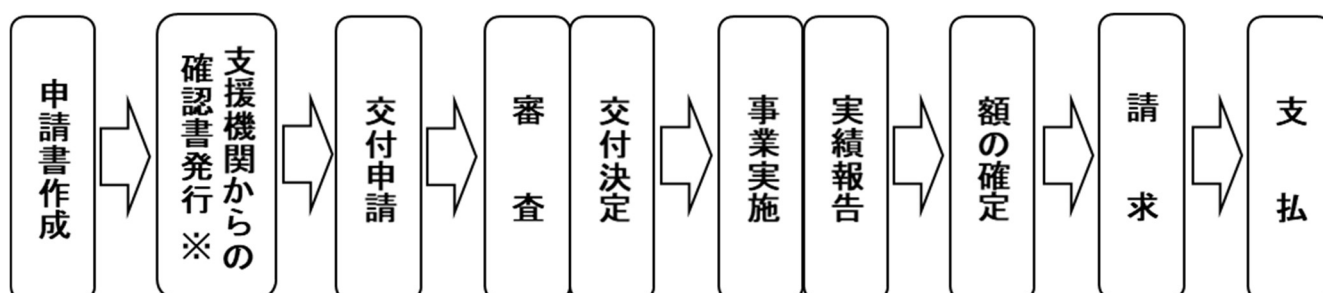 申請書作成
支援機関からの
確認書発行※
交付申請
審査
交付決定
事業実施
実績報告
額の確定
請求
支払